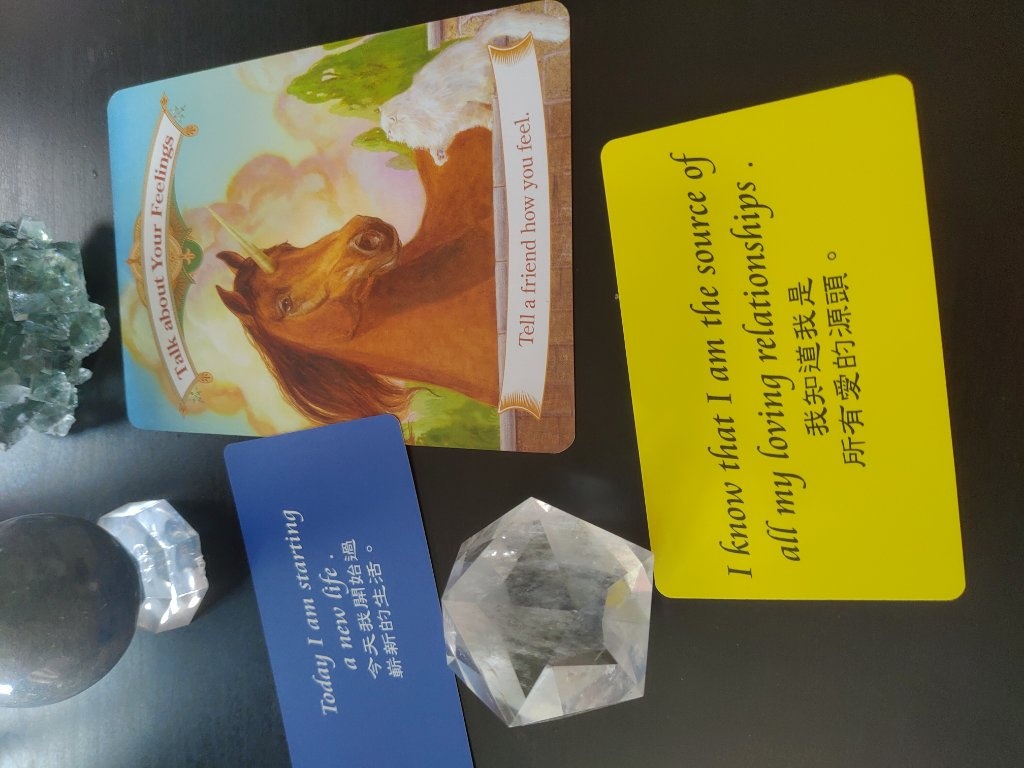 Talk about Your Feelings
Tell a friend how you feel.
Today I am starting
a new life .
今天我開始過
嶄新的生活。
I know that I am the source of
all my loving relationships .
我知道我是
所有愛的源頭。